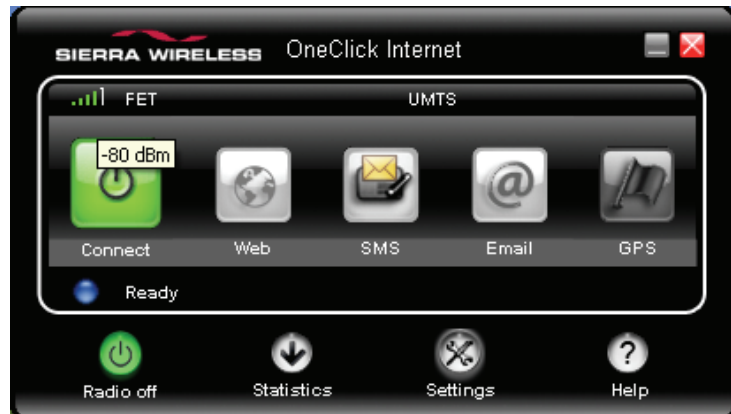 SIERRA WIRELESS OneClick Internet
FET UMTS
-80 dBm
@
Connect Web SMS Email GPS
Ready
?
Radio off Statistics Settings Help